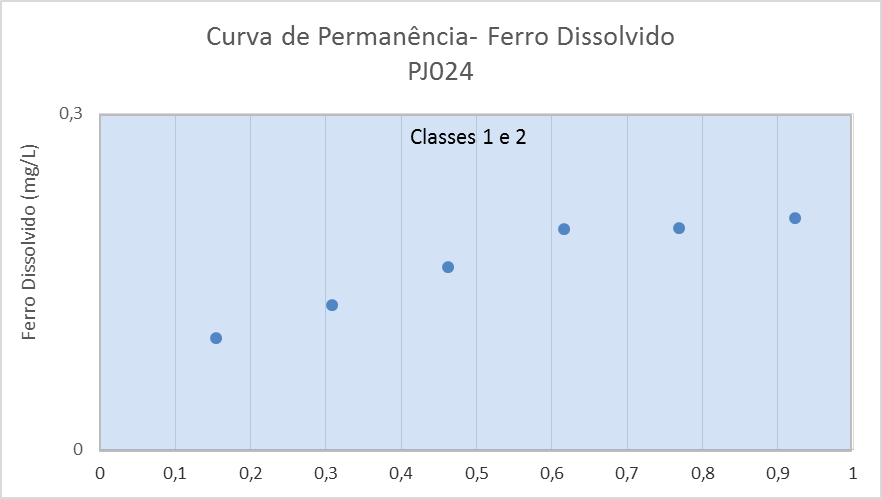 Curva de Permanência- Ferro Dissolvido
PJ024
0,3
Classes 1 e 2
Ferro Dissolvido (mg/L)
0
0 0,1 0,2 0,3 0,4 0,5 0,6 0,7 0,8 0,9 1